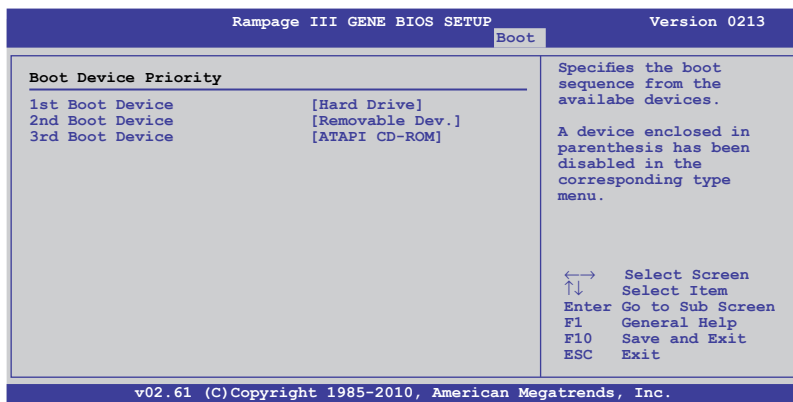 Rampage III GENE BIOS SETUP Version 0213
Boot
Boot Device Priority
1st Boot Device [Hard Drive]
2nd Boot Device [Removable Dev.]
3rd Boot Device [ATAPI CD-ROM]
Specifies the boot
sequence from the
availabe devices.
A device enclosed in
parenthesis has been
disabled in the
corresponding type
menu.
←→ Select Screen
↑↓ Select Item
Enter Go to Sub Screen
F1 General Help
F10 Save and Exit
ESC Exit
v02.61 (C)Copyright 1985-2010, American Megatrends, Inc.